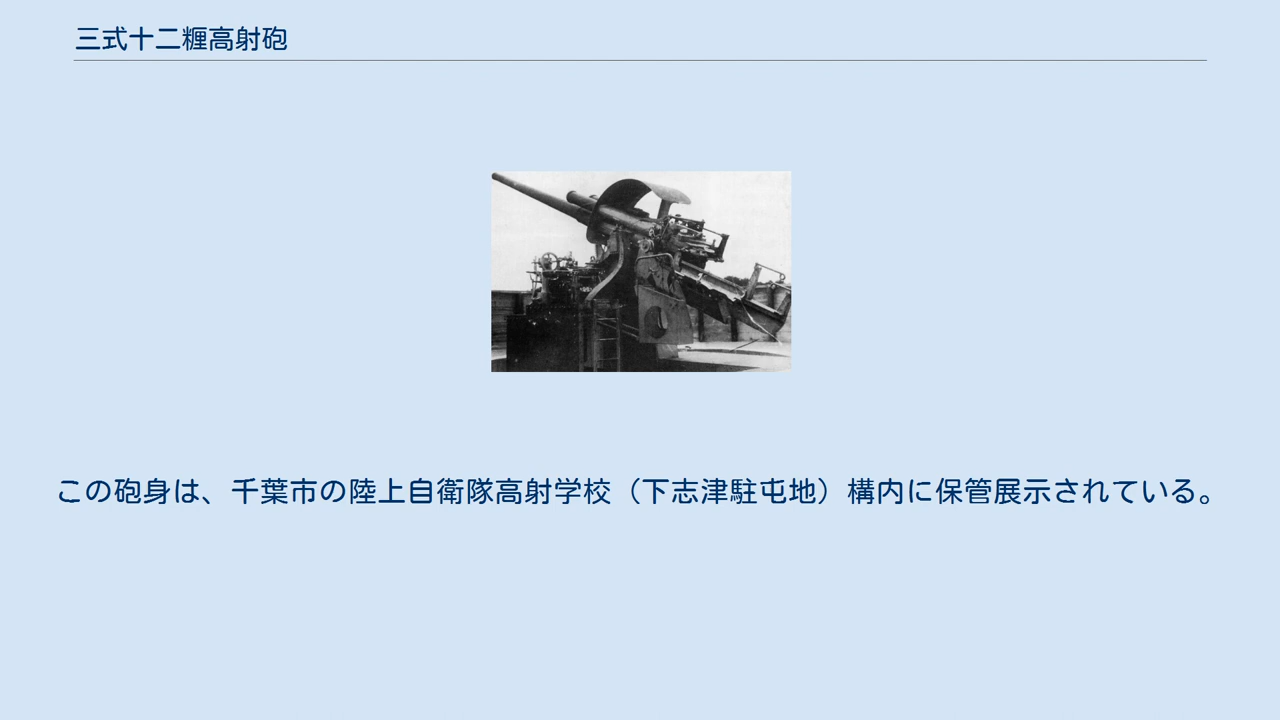 三式十二糎高射砲
この砲身は、千葉市の陸上自衛隊高射学校（下志津駐屯地）構内に保管展示されている。